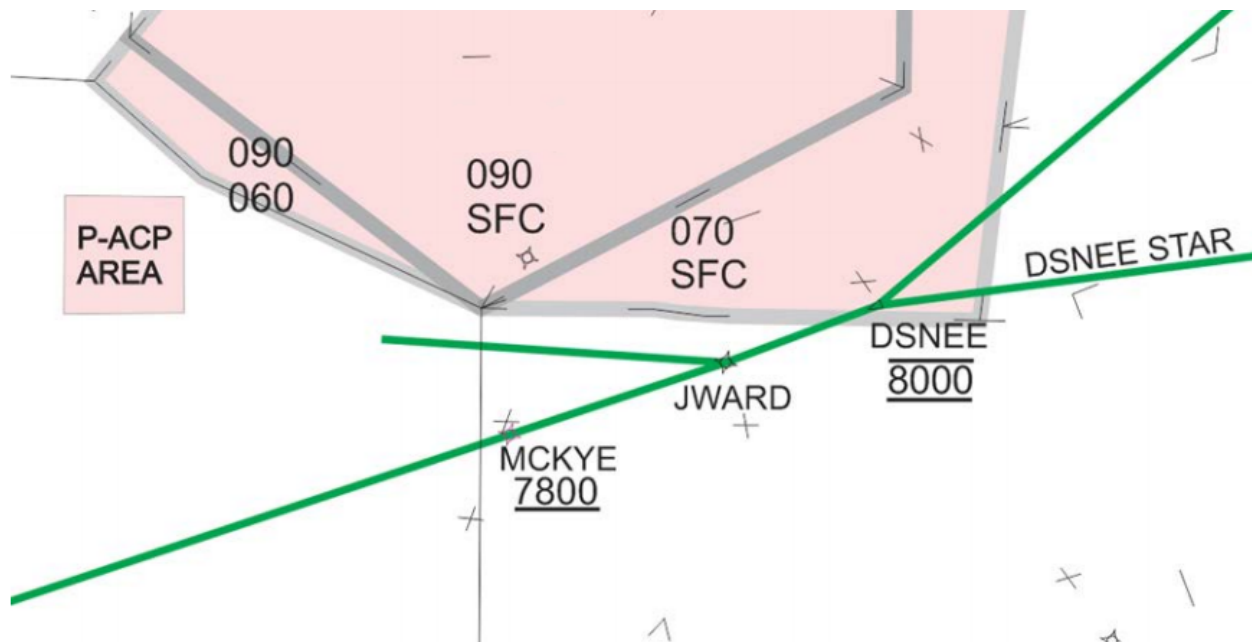 090
060
090
SFC
070
SFC
P-ACP
AREA
DSNEE STAR
DSNEE
8000
JWARD
MCKYE
7800